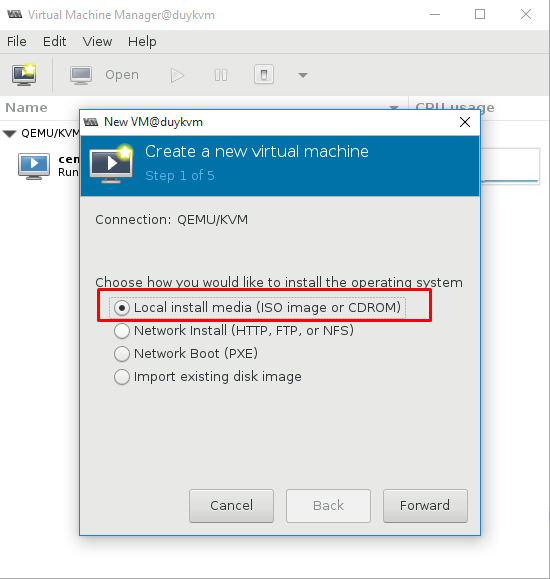 Virtual Machine Manager@duykvm
File Edit View Help
Open
Name CPU usage
QEMU/KVM
New VM@duykvm
Create a new virtual machine
Step 1 of 5
Connection: QEMU/KVM
Choose how you would like to install the operating system
Local install media (ISO image or CDROM)
Network Install (HTTP, FTP, or NFS)
Network Boot (PXE)
Import existing disk image
Cancel Back Forward